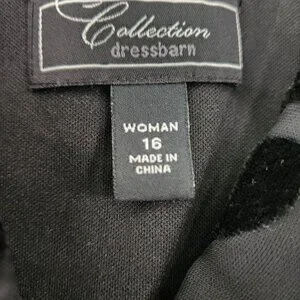 Collection
dressbarn
WOMAN
16
MADE IN
CHINA